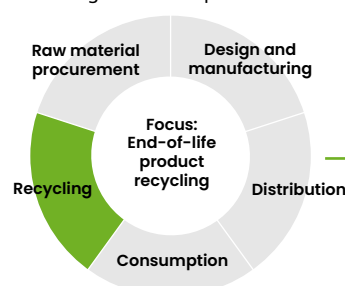 Raw material
procurement
Design and
manufacturing
Focus:
End-of-life
product
recycling
Recycling
Distribution
Consumption